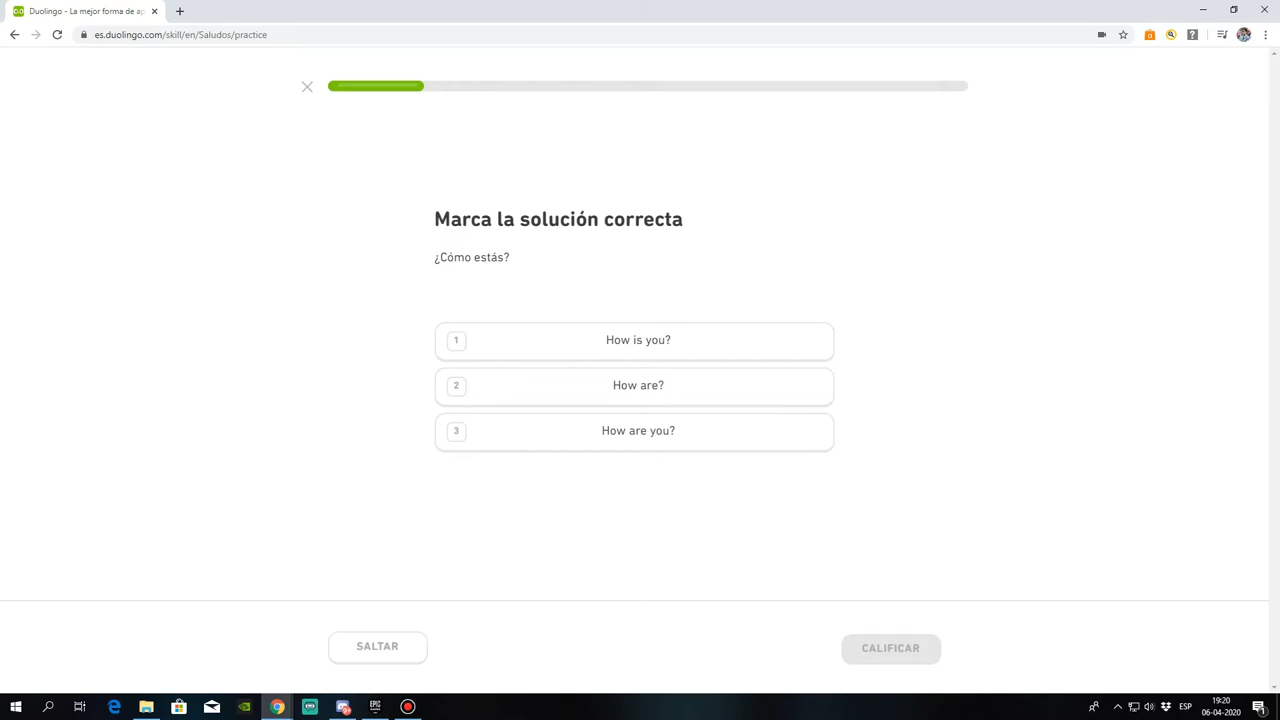 Duolingo - La mejor forma de ap
es.duolingo.com/skill/en/Saludos/practice
Marca la solución correcta
¿Cómo estás?
1 How is you?
2 How are?
3 How are you?
SALTAR
CALIFICAR
EPIC
ESP
19:20
06-04-2020
1